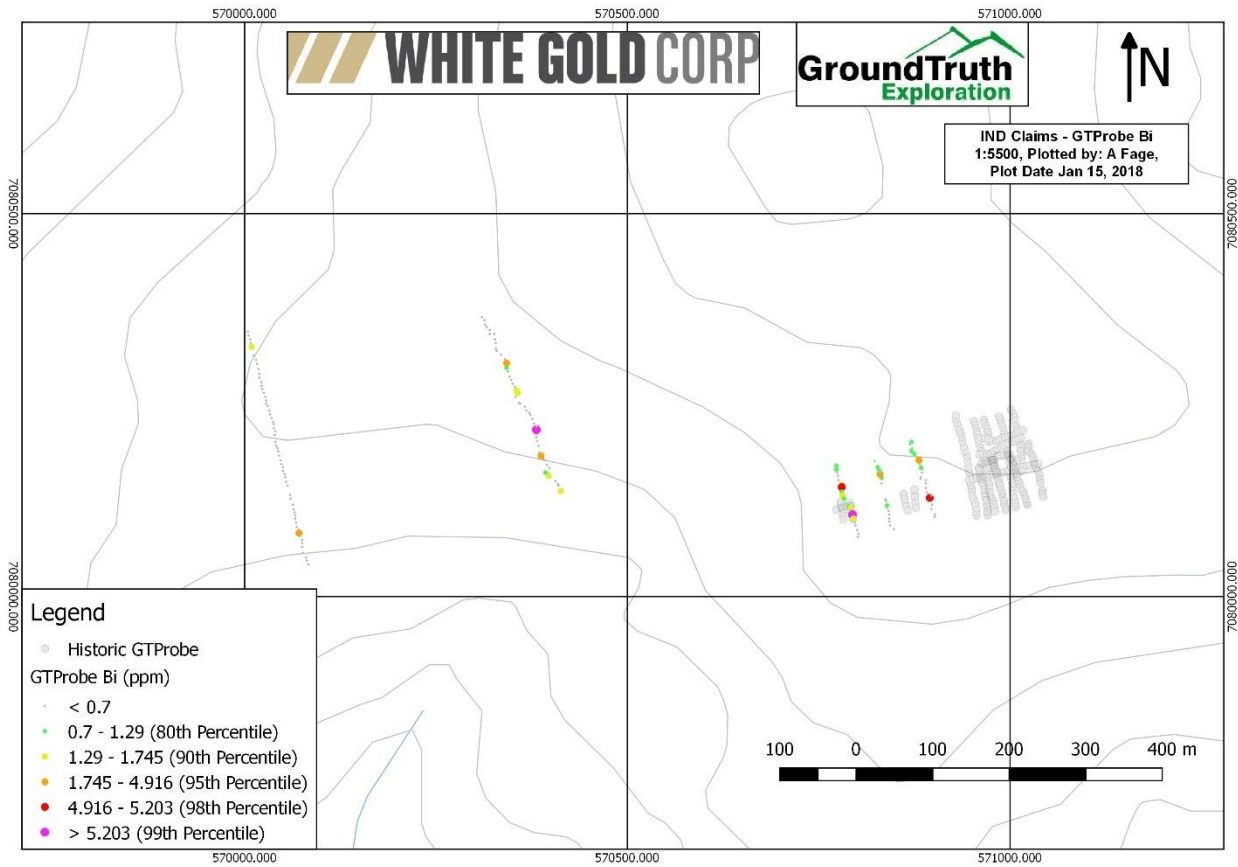 570000.000
570500.000
571000.000
WHITE GOLD CORP
GroundTruth
Exploration
N
IND Claims - GTProbe Bi
1:5500, Plotted by: A Fage,
Plot Date Jan 15, 2018
7080500.000
7080500.000
7080000.000
7080000.000
Legend
Historic GTProbe
GTProbe Bi (ppm)
< 0.7
0.7 - 1.29 (80th Percentile)
1.29 - 1.745 (90th Percentile)
1.745 - 4.916 (95th Percentile)
4.916 - 5.203 (98th Percentile)
> 5.203 (99th Percentile)
100 0 100 200 300 400 m
570000.000
570500.000
571000.000